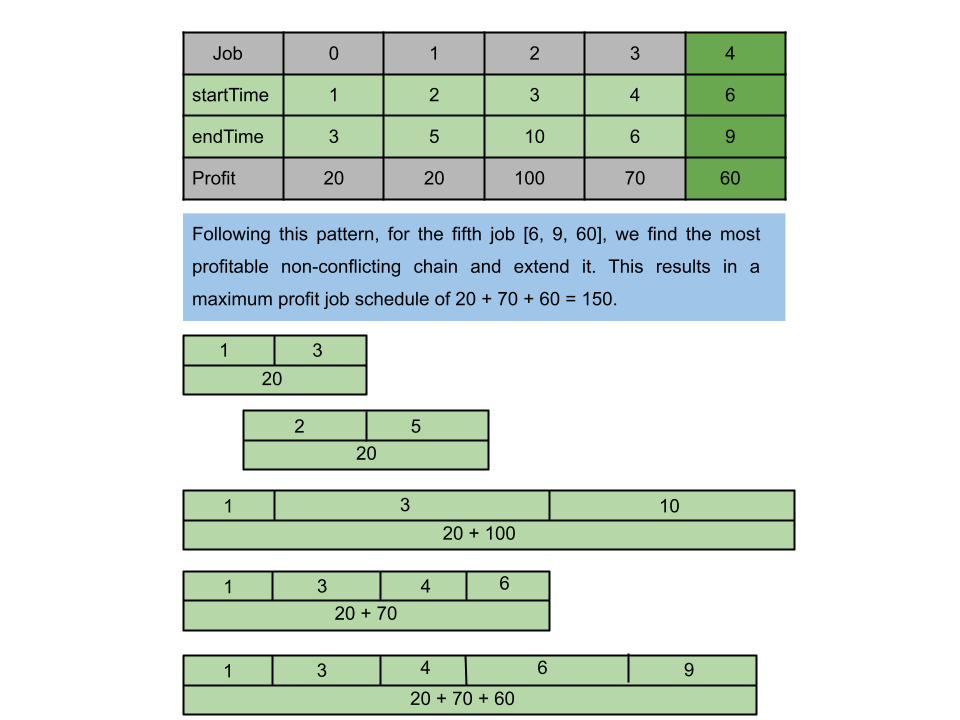 Job 0 1 2 3 4
startTime 1 2 3 4 6
endTime 3 5 10 6 9
Profit 20 20 100 70 60
Following this pattern, for the fifth job [6, 9, 60], we find the most
profitable non-conflicting chain and extend it. This results in a
maximum profit job schedule of 20 + 70 + 60 = 150.
1 3
20
2 5
20
1 3 10
20 + 100
1 3 4 6
20 + 70
1 3 4 6 9
20 + 70 + 60